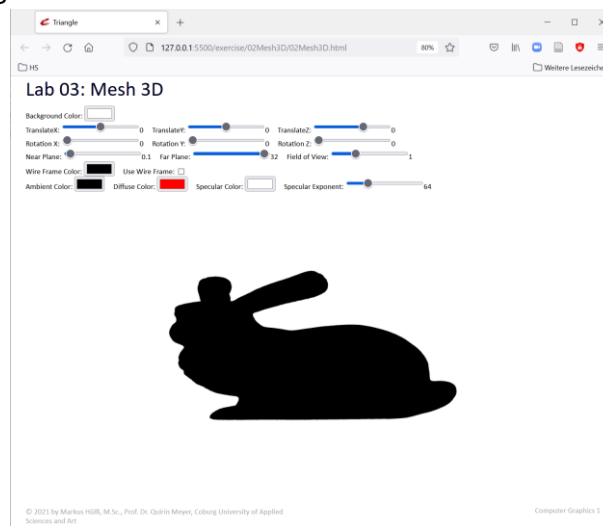 Triangle
127.0.0.1:5500/exercise/02Mesh3D/02Mesh3D.html 80%
HS Weitere Lesezeichen
Lab 03: Mesh 3D
Background Color:
TranslateX: 0 TranslateY: 0 TranslateZ: 0
Rotation X: 0 Rotation Y: 0 Rotation Z: 0
Near Plane: 0.1 Far Plane: 32 Field of View: 1
Wire Frame Color: Use Wire Frame:
Ambient Color: Diffuse Color: Specular Color: Specular Exponent: 64
© 2021 by Markus Hüß, M.Sc., Prof. Dr. Quirin Meyer, Coburg University of Applied Computer Graphics 1
Sciences and Art